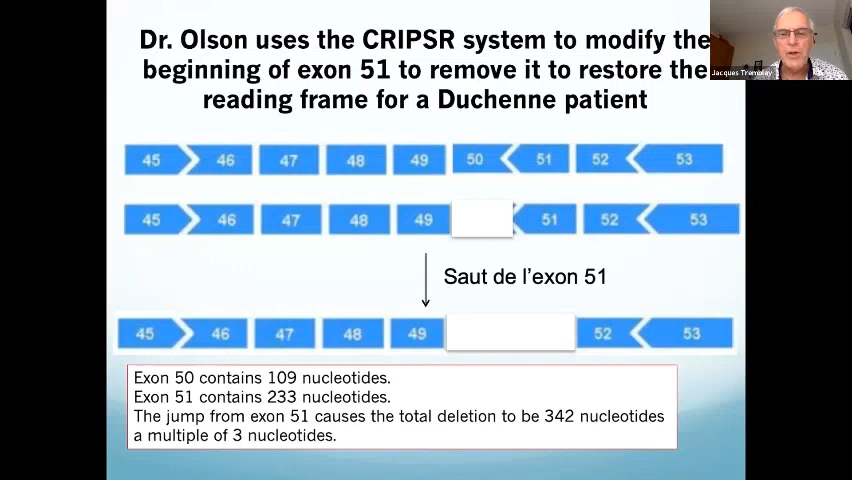 Dr. Olson uses the CRIPSR system to modify the
beginning of exon 51 to remove it to restore the
reading frame for a Duchenne patient
Jacques Tremblay
45 46 47 48 49 50 51 52 53
45 46 47 48 49 51 52 53
Saut de l'exon 51
45 46 47 48 49 52 53
Exon 50 contains 109 nucleotides.
Exon 51 contains 233 nucleotides.
The jump from exon 51 causes the total deletion to be 342 nucleotides
a multiple of 3 nucleotides.